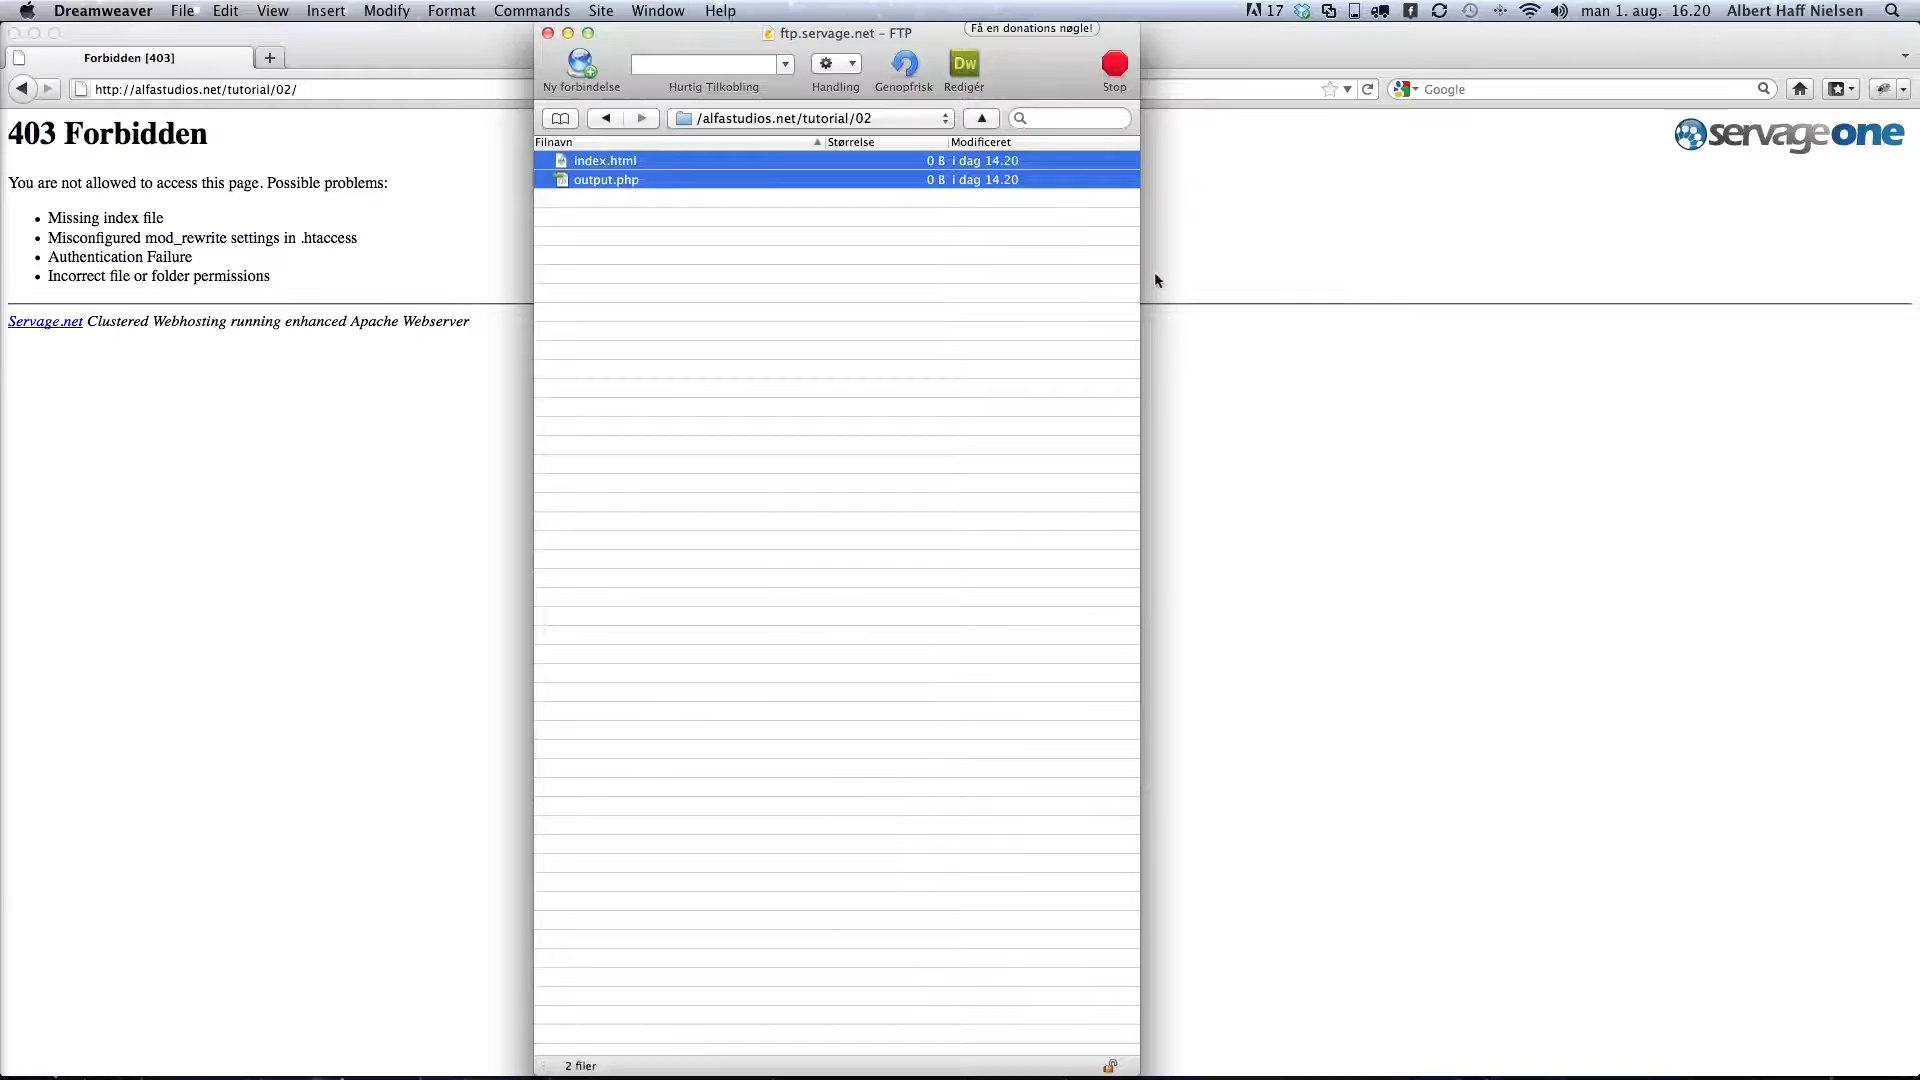 Dreamweaver File Edit View Insert Modify Format Commands Site Window Help 17 man 1. aug. 16.20 Albert Haff Nielsen
Forbidden [403]
http://alfastudios.net/tutorial/02/
Google
403 Forbidden
You are not allowed to access this page. Possible problems:
Missing index file
Misconfigured mod_rewrite settings in .htaccess
Authentication Failure
Incorrect file or folder permissions
Servage.net Clustered Webhosting running enhanced Apache Webserver
servageone
ftp.servage.net – FTP
Få en donations nøgle!
Dw
Ny forbindelse Hurtig Tilkobling Handling Genopfrisk Redigér Stop
/alfastudios.net/tutorial/02
Filnavn Størrelse Modificeret
index.html 0 B i dag 14.20
output.php 0 B i dag 14.20
2 filer